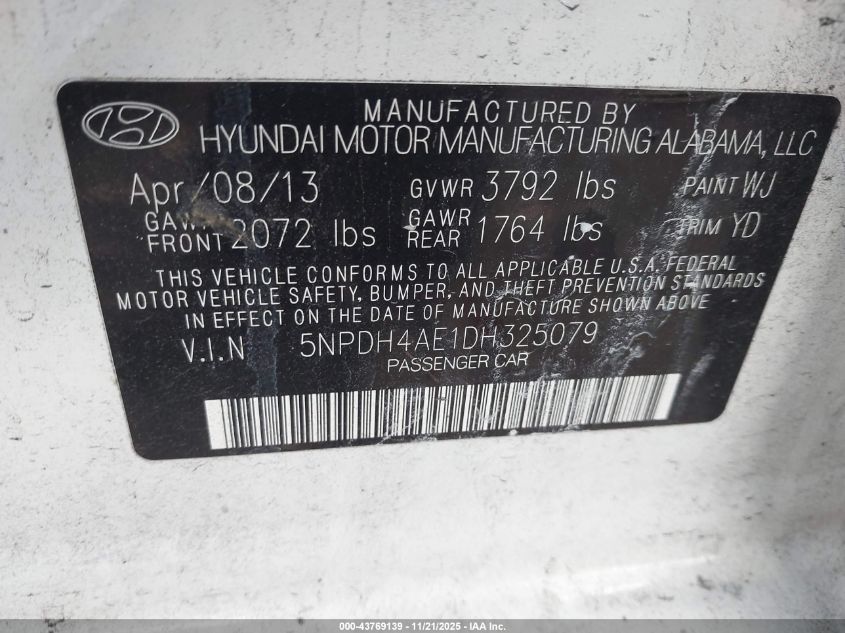 MANUFACTURED BY
HYUNDAI MOTOR MANUFACTURING ALABAMA, LLC
Apr/08/13 GVWR 3792 lbs PAINT WJ
GAWR FRONT 2072 lbs GAWR REAR 1764 lbs TRIM YD
THIS VEHICLE CONFORMS TO ALL APPLICABLE U.S.A. FEDERAL
MOTOR VEHICLE SAFETY, BUMPER, AND THEFT PREVENTION STANDARDS
IN EFFECT ON THE DATE OF MANUFACTURE SHOWN ABOVE
V.I.N 5NPDH4AE1DH325079
PASSENGER CAR
000-43769139 - 11/21/2025 - IAA Inc.